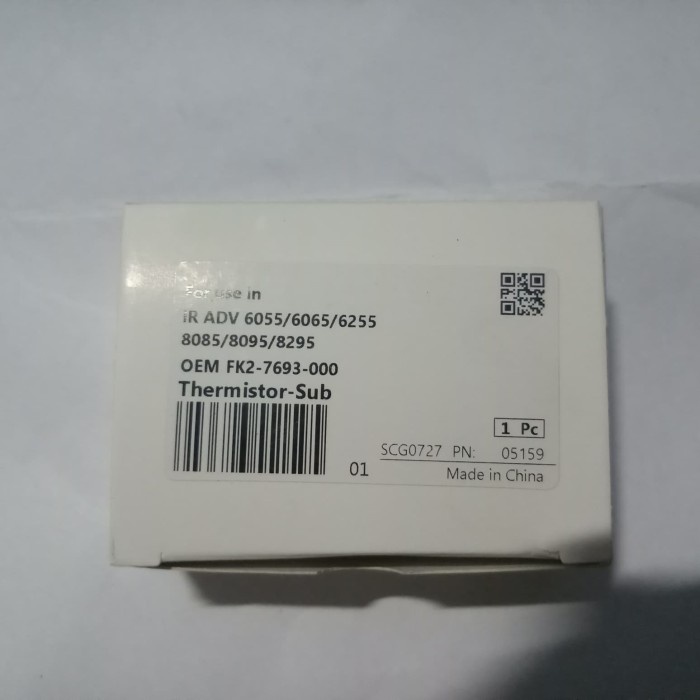 For use in
iR ADV 6055/6065/6255
8085/8095/8295
OEM FK2-7693-000
Thermistor-Sub
01
1 Pc
SCG0727 PN: 05159
Made in China